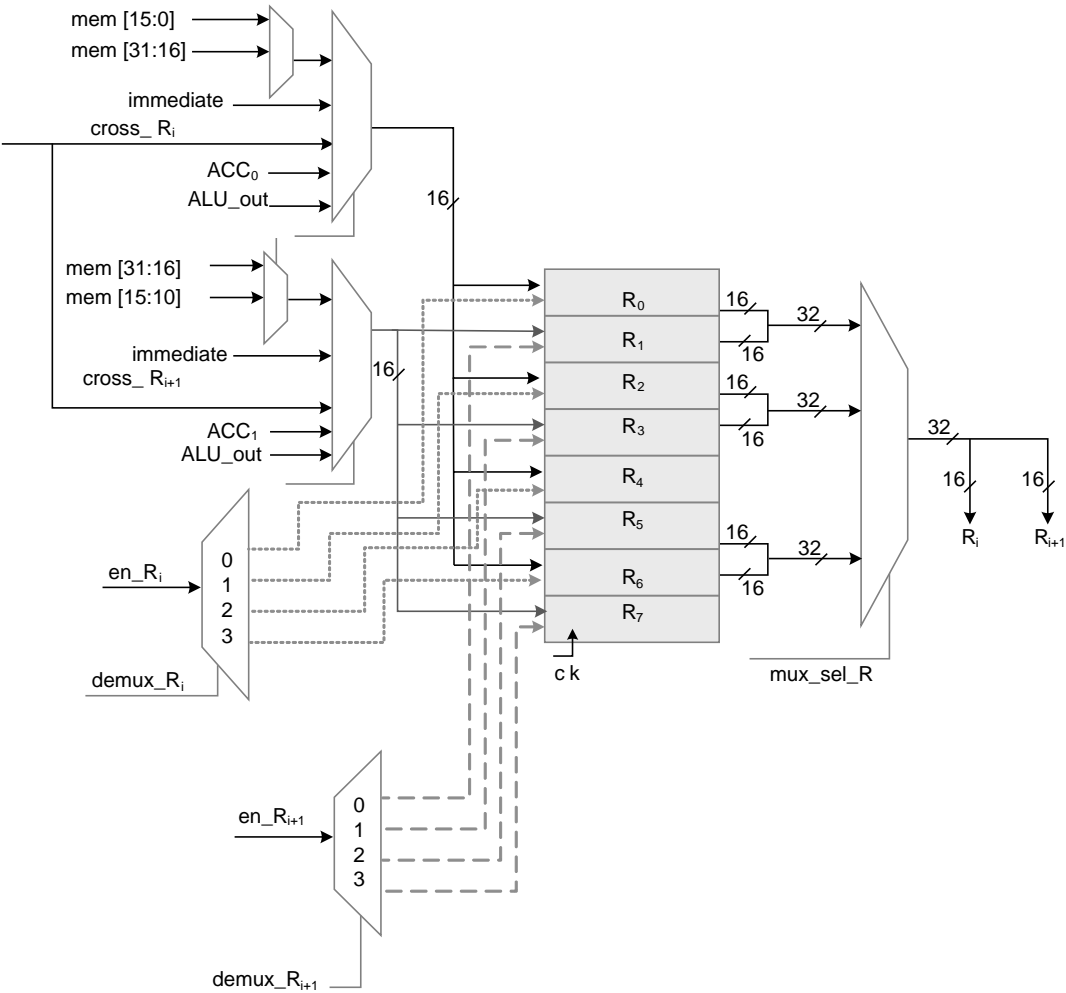 mem [15:0]
mem [31:16]
immediate
cross_ Ri
ACC0
ALU_out
16
mem [31:16]
mem [15:10]
immediate
cross_ Ri+1
16
ACC1
ALU_out
R0
R1
R2
R3
R4
R5
R6
R7
16
16
32
16
16
32
16
16
32
32
16
16
Ri
Ri+1
en_Ri
0
1
2
3
demux_Ri
ck
mux_sel_R
en_Ri+1
0
1
2
3
demux_Ri+1